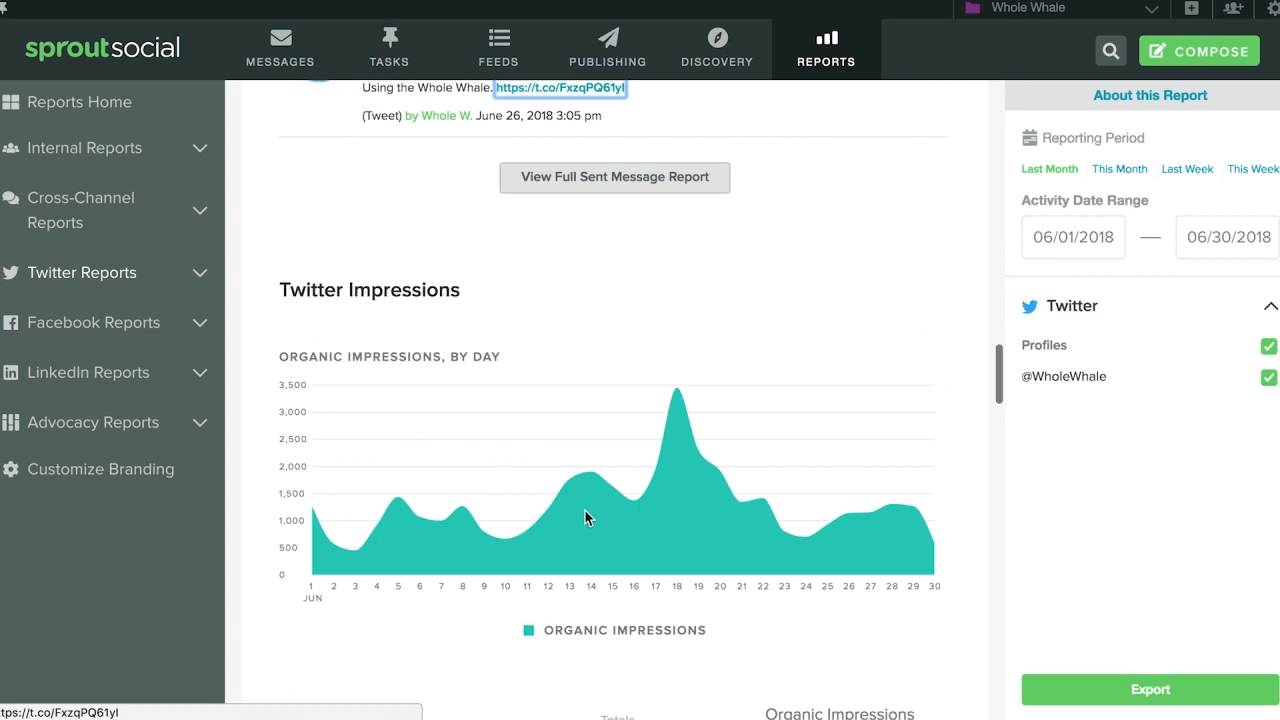 Whole Whale
sproutsocial
MESSAGES
TASKS
FEEDS
PUBLISHING
DISCOVERY
REPORTS
COMPOSE
Reports Home
Internal Reports
Cross-Channel
Reports
Twitter Reports
Facebook Reports
LinkedIn Reports
Advocacy Reports
Customize Branding
Using the Whole Whale. https://t.co/FxzqPQ61yI
(Tweet) by Whole W. June 26, 2018 3:05 pm
View Full Sent Message Report
Twitter Impressions
ORGANIC IMPRESSIONS, BY DAY
3,500
3,000
2,500
2,000
1,500
1,000
500
0
1 2 3 4 5 6 7 8 9 10 11 12 13 14 15 16 17 18 19 20 21 22 23 24 25 26 27 28 29 30
JUN
ORGANIC IMPRESSIONS
Totals
Organic Impressions
About this Report
Reporting Period
Last Month This Month Last Week This Week
Activity Date Range
06/01/2018 — 06/30/2018
Twitter
Profiles
@WholeWhale
Export
ttps://t.co/FxzqPQ61yI